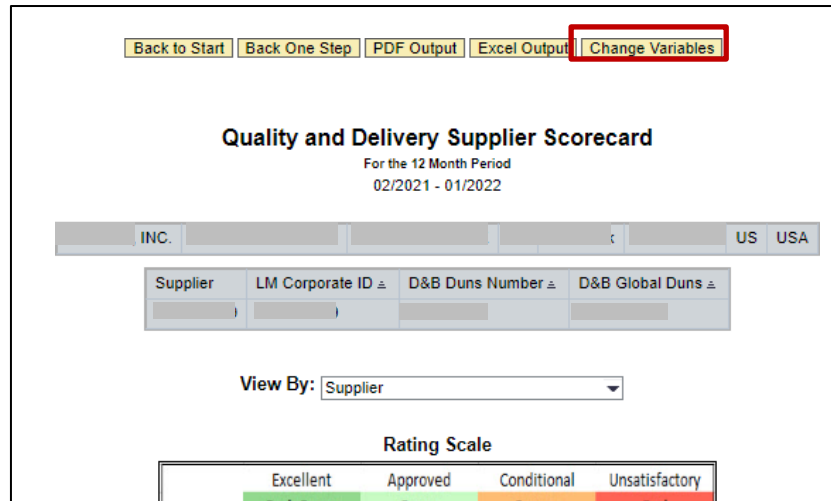 Back to Start Back One Step PDF Output Excel Output Change Variables
Quality and Delivery Supplier Scorecard
For the 12 Month Period
02/2021 - 01/2022
INC. US USA
Supplier LM Corporate ID D&B Duns Number D&B Global Duns
View By: Supplier
Rating Scale
Excellent Approved Conditional Unsatisfactory